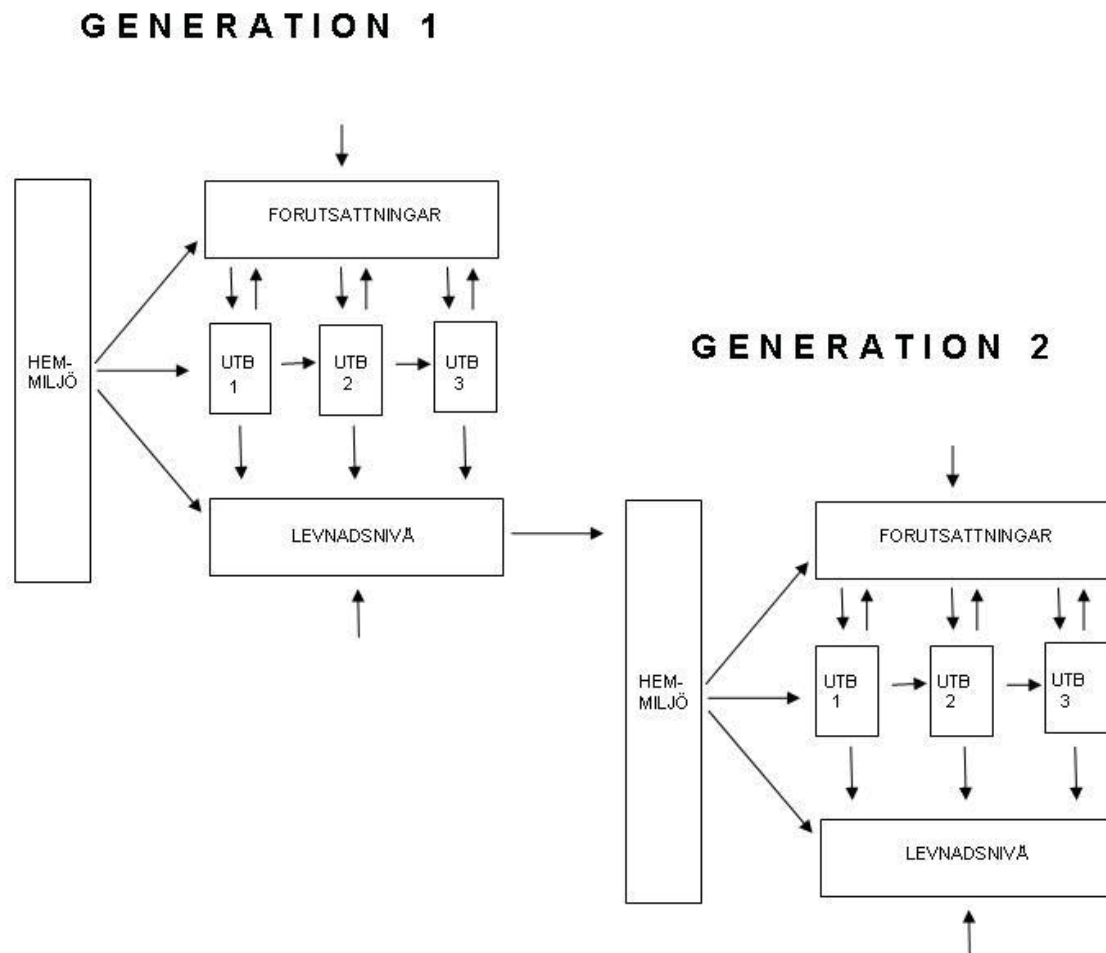 GENERATION 1
FORUTSATTNINGAR
HEM-
MILJÖ
UTB
1
UTB
2
UTB
3
LEVNADSNIVÅ
GENERATION 2
FORUTSATTNINGAR
HEM-
MILJÖ
UTB
1
UTB
2
UTB
3
LEVNADSNIVÅ